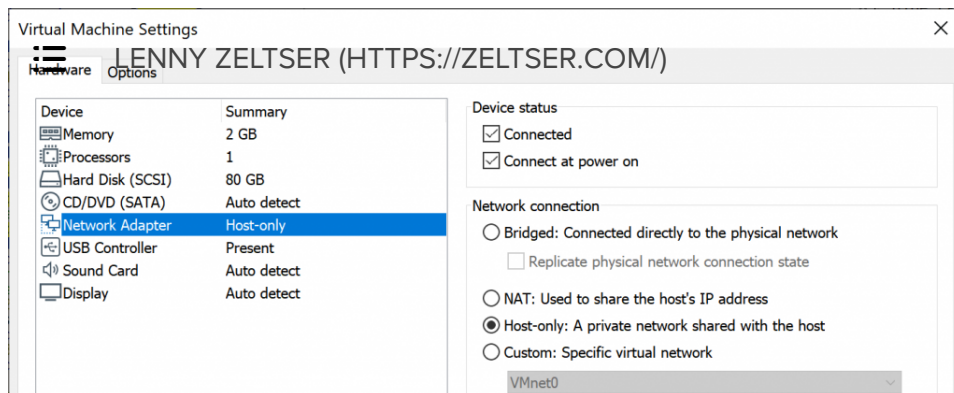 Virtual Machine Settings
LENNY ZELTSER (HTTPS://ZELTSER.COM/)
Hardware Options
Device Summary
Memory 2 GB
Processors 1
Hard Disk (SCSI) 80 GB
CD/DVD (SATA) Auto detect
Network Adapter Host-only
USB Controller Present
Sound Card Auto detect
Display Auto detect
Device status
Connected
Connect at power on
Network connection
Bridged: Connected directly to the physical network
Replicate physical network connection state
NAT: Used to share the host's IP address
Host-only: A private network shared with the host
Custom: Specific virtual network
VMnet0